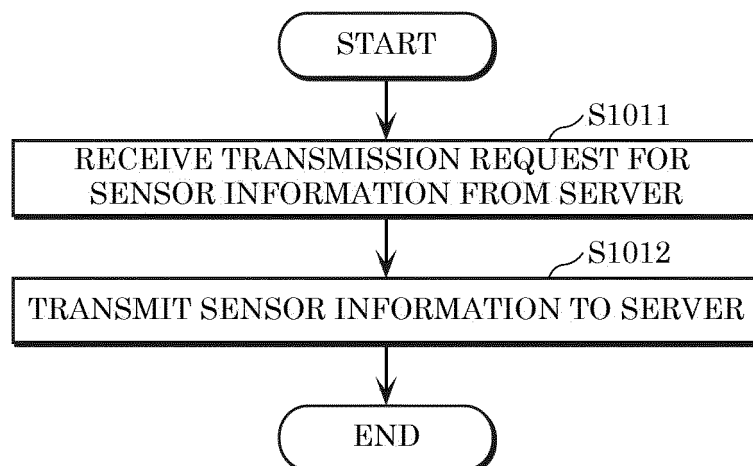 START
S1011
RECEIVE TRANSMISSION REQUEST FOR
SENSOR INFORMATION FROM SERVER
S1012
TRANSMIT SENSOR INFORMATION TO SERVER
END